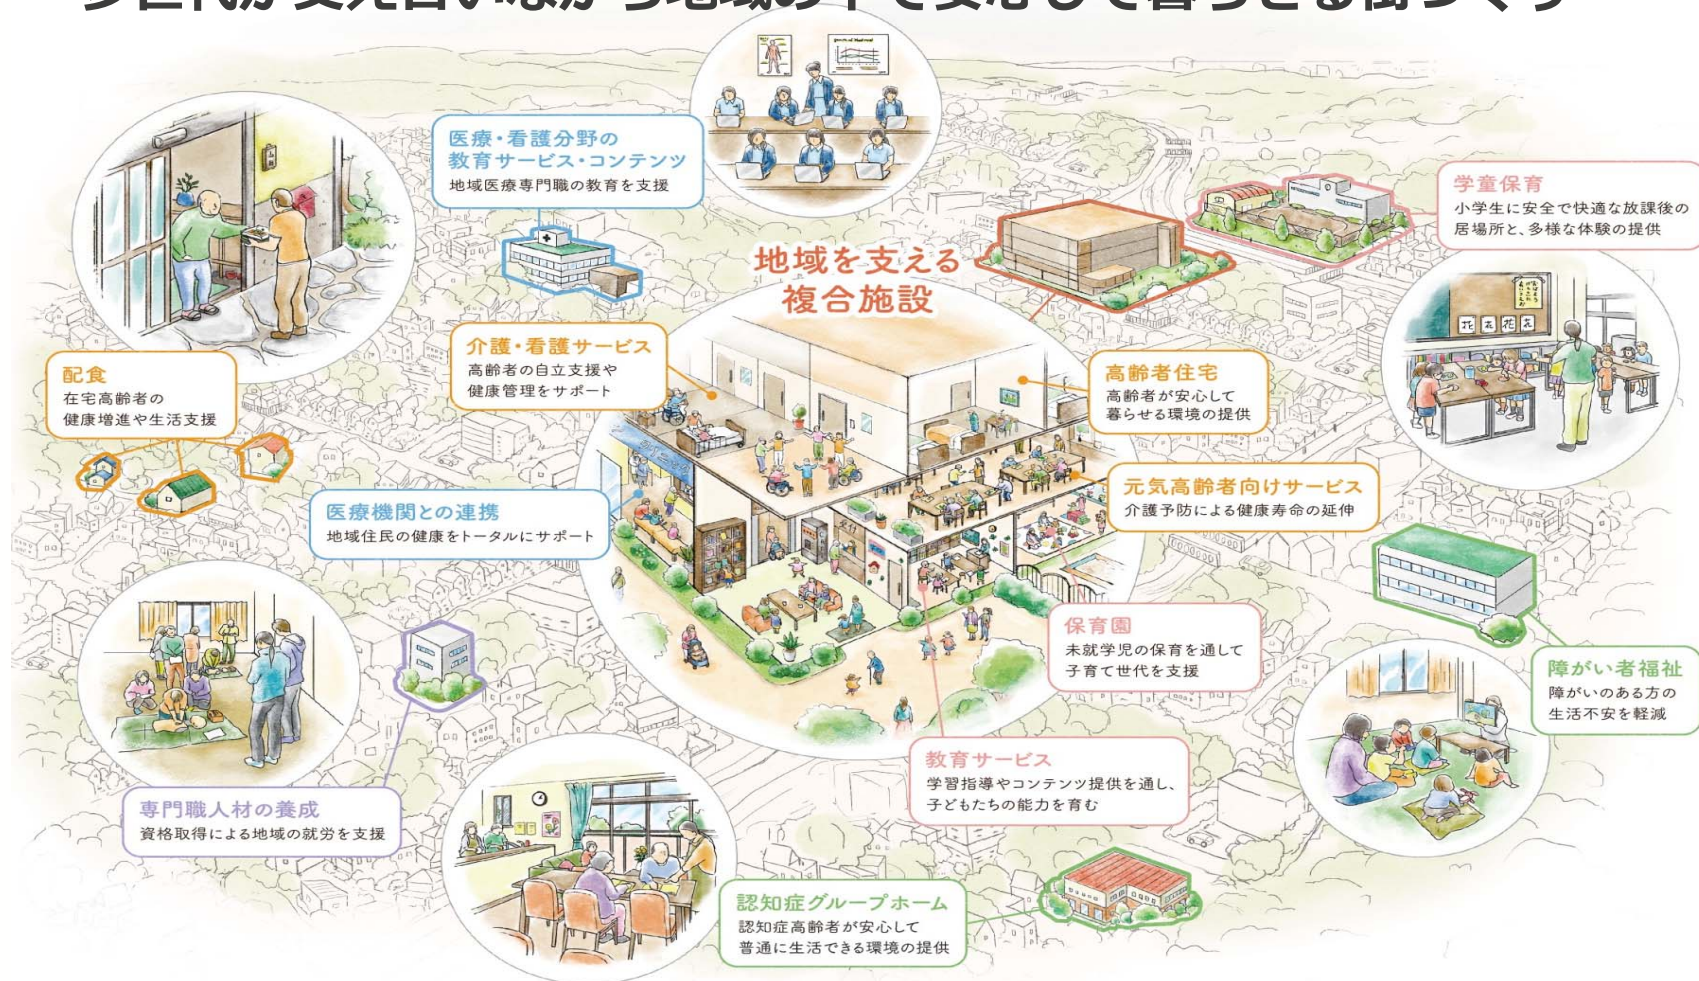 医療・看護分野の
教育サービス・コンテンツ
地域医療専門職の教育を支援
学童保育
小学生に安全で快適な放課後の
居場所と、多様な体験の提供
地域を支える
複合施設
介護・看護サービス
高齢者の自立支援や
健康管理をサポート
高齢者住宅
高齢者が安心して
暮らせる環境の提供
配食
在宅高齢者の
健康増進や生活支援
元気高齢者向けサービス
介護予防による健康寿命の延伸
医療機関との連携
地域住民の健康をトータルにサポート
受付
花 花 花 花
保育園
未就学児の保育を通して
子育て世代を支援
障がい者福祉
障がいのある方の
生活不安を軽減
教育サービス
学習指導やコンテンツ提供を通し、
子どもたちの能力を育む
専門職人材の養成
資格取得による地域の就労を支援
認知症グループホーム
認知症高齢者が安心して
普通に生活できる環境の提供